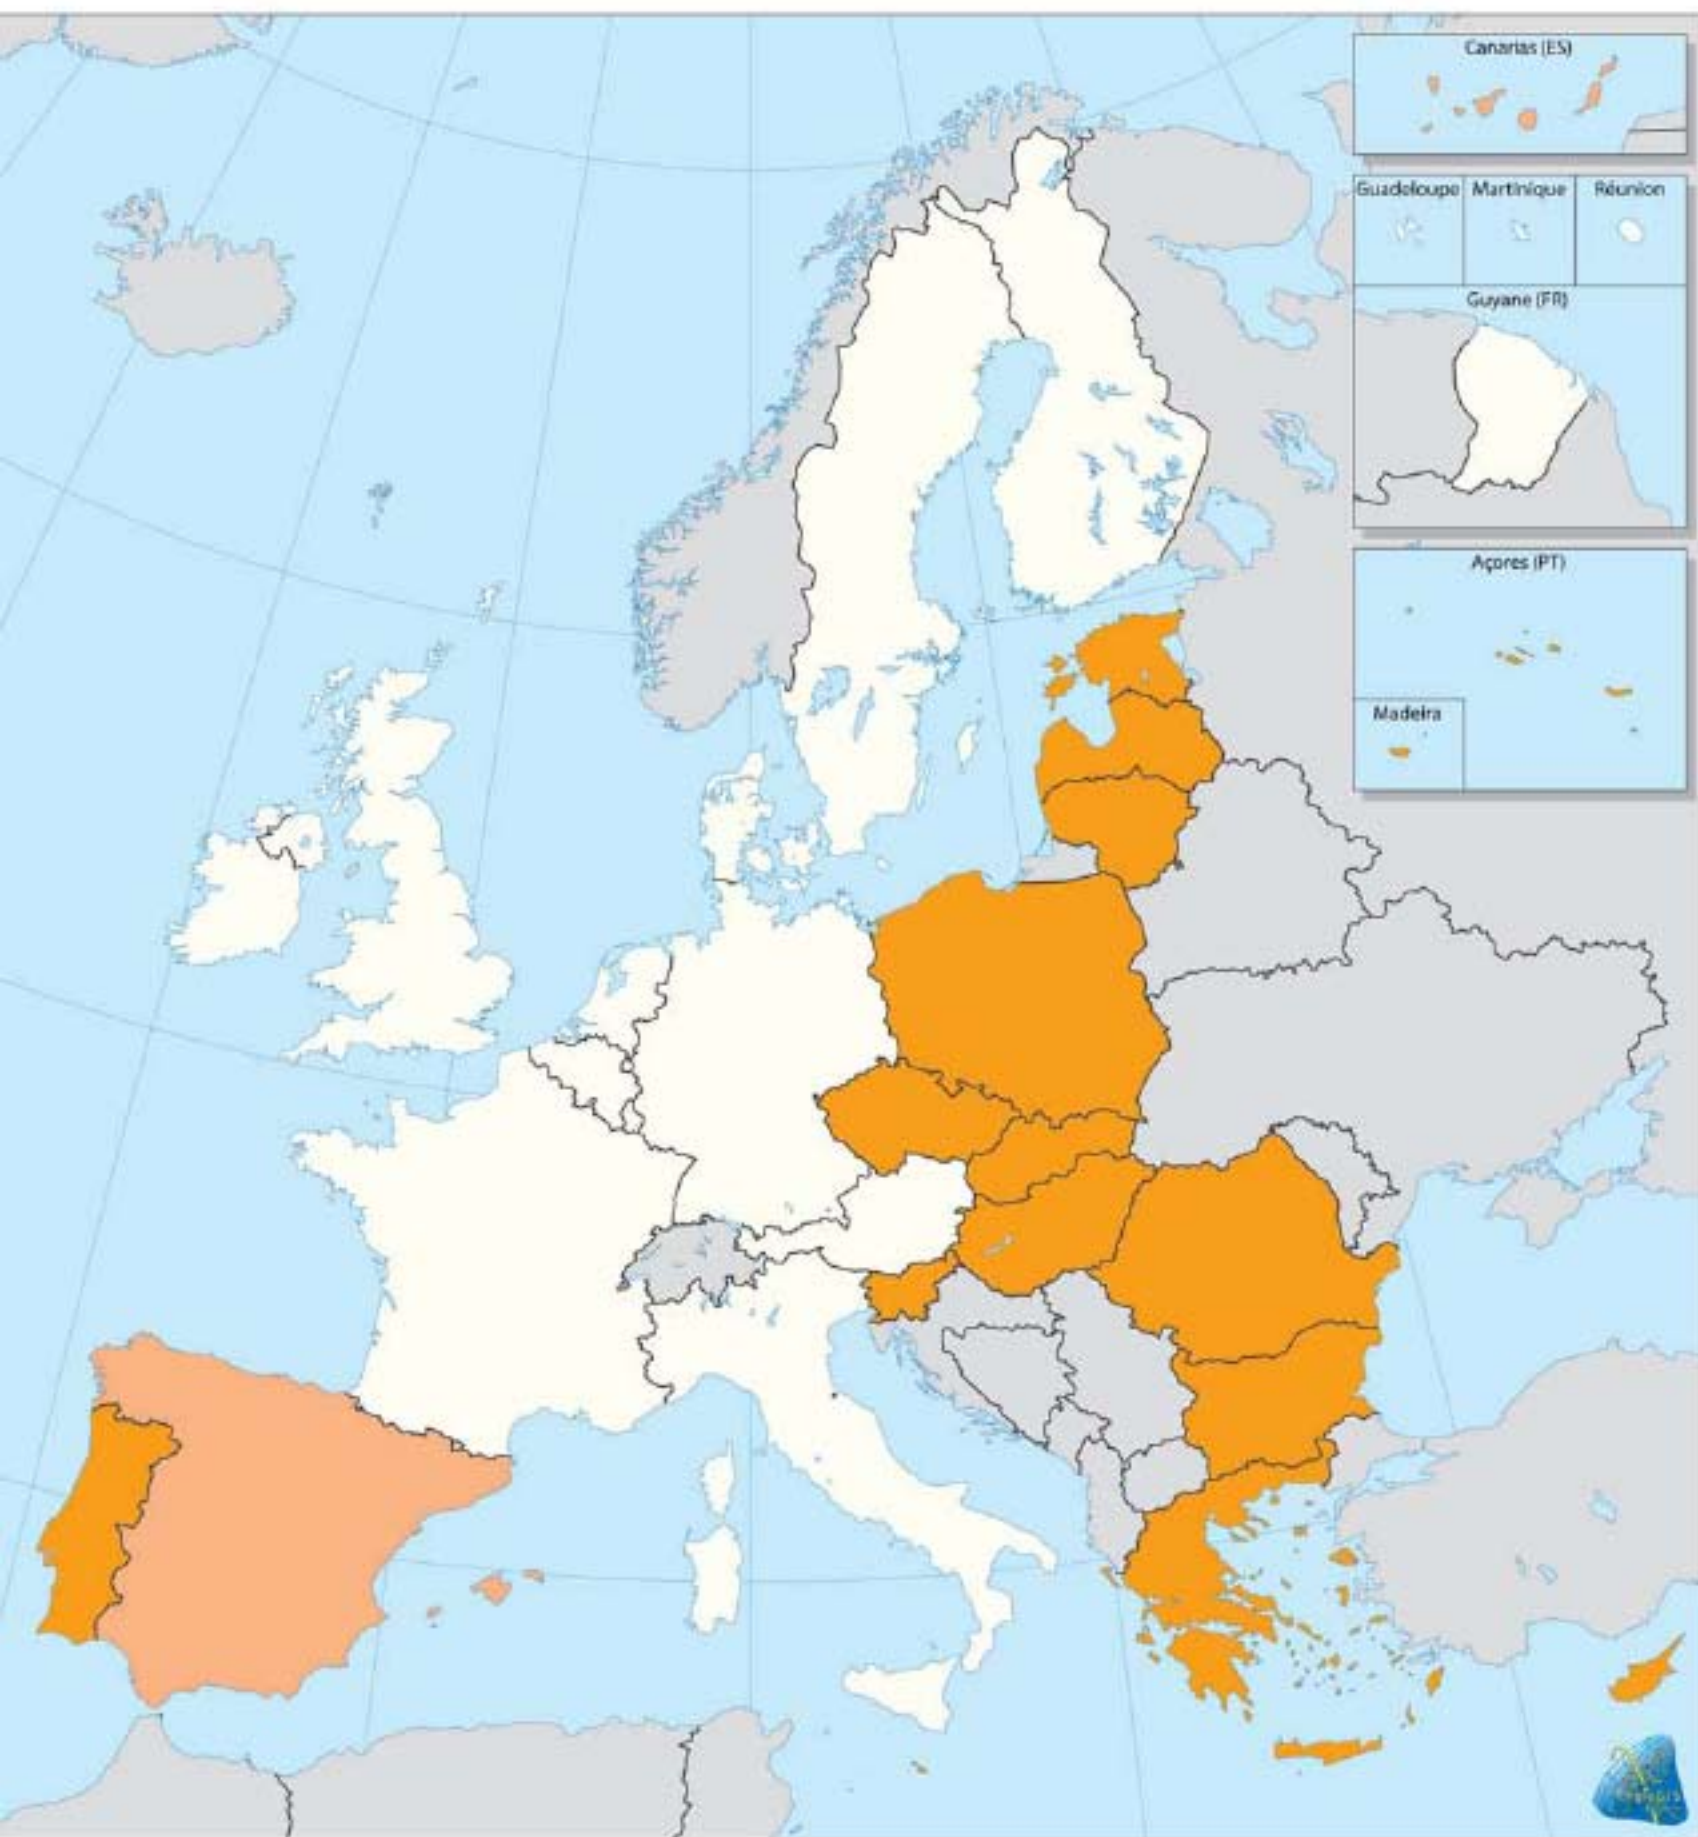 Canarias (ES)
Guadeloupe
Martinique
Réunion
Guyane (FR)
Açores (PT)
Madeira